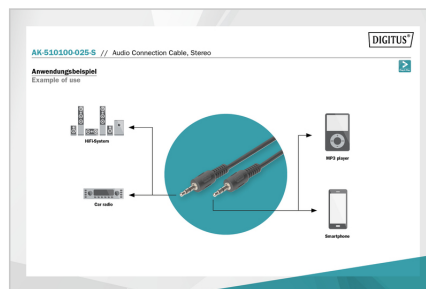 DIGITUS®
AK-510100-025-S // Audio Connection Cable, Stereo
Anwendungsbeispiel
Example of use
HiFi-System
MP3 player
Car radio
Smartphone